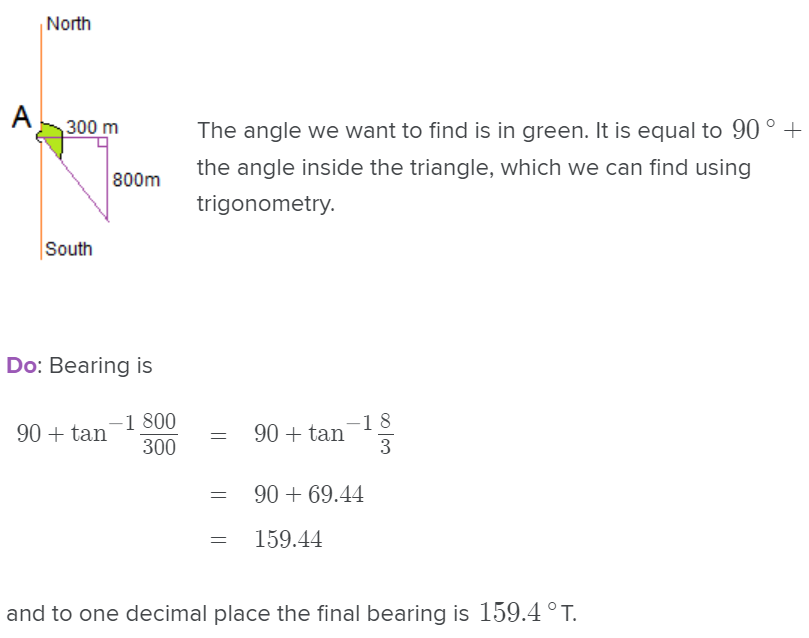 North
A
300 m
800m
South
The angle we want to find is in green. It is equal to 90 ° +
the angle inside the triangle, which we can find using
trigonometry.
Do: Bearing is
90 + tan⁻¹ 800/300 = 90 + tan⁻¹ 8/3
= 90 + 69.44
= 159.44
and to one decimal place the final bearing is 159.4 ° T.